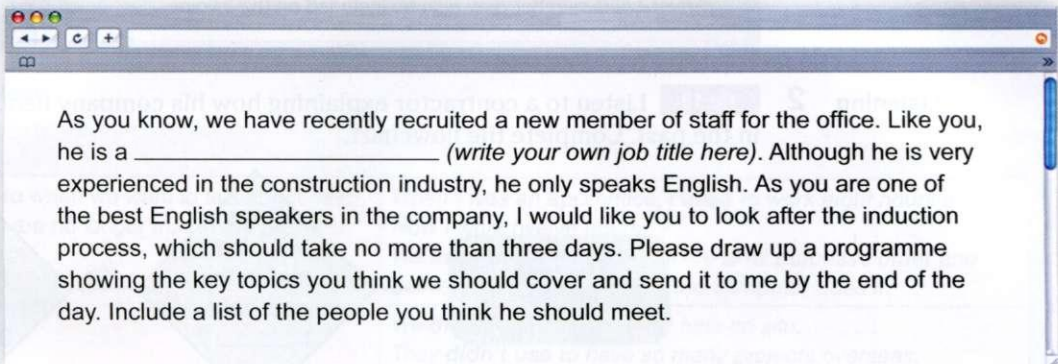 As you know, we have recently recruited a new member of staff for the office. Like you,
he is a ______________________ (write your own job title here). Although he is very
experienced in the construction industry, he only speaks English. As you are one of
the best English speakers in the company, I would like you to look after the induction
process, which should take no more than three days. Please draw up a programme
showing the key topics you think we should cover and send it to me by the end of the
day. Include a list of the people you think he should meet.